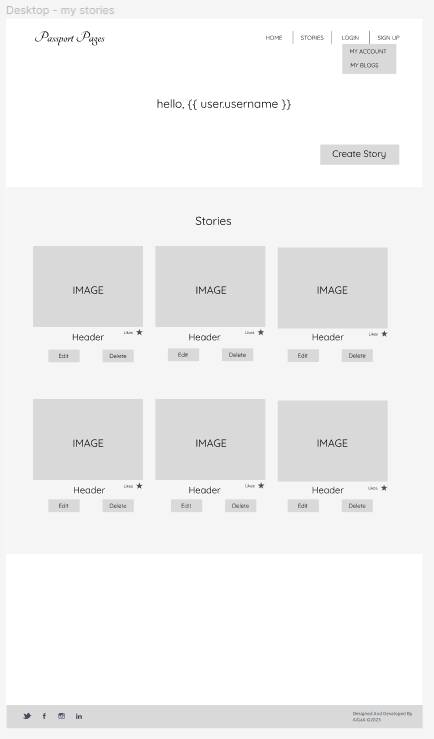 Desktop - my stories
Passport Pages
HOME STORIES LOGIN SIGN UP
MY ACCOUNT
MY BLOGS
hello, {{ user.username }}
Create Story
Stories
IMAGE IMAGE IMAGE
Likes Likes Likes
Header Header Header
Edit Delete Edit Delete Edit Delete
IMAGE IMAGE IMAGE
Likes Likes Likes
Header Header Header
Edit Delete Edit Delete Edit Delete
Designed And Developed By
©2023